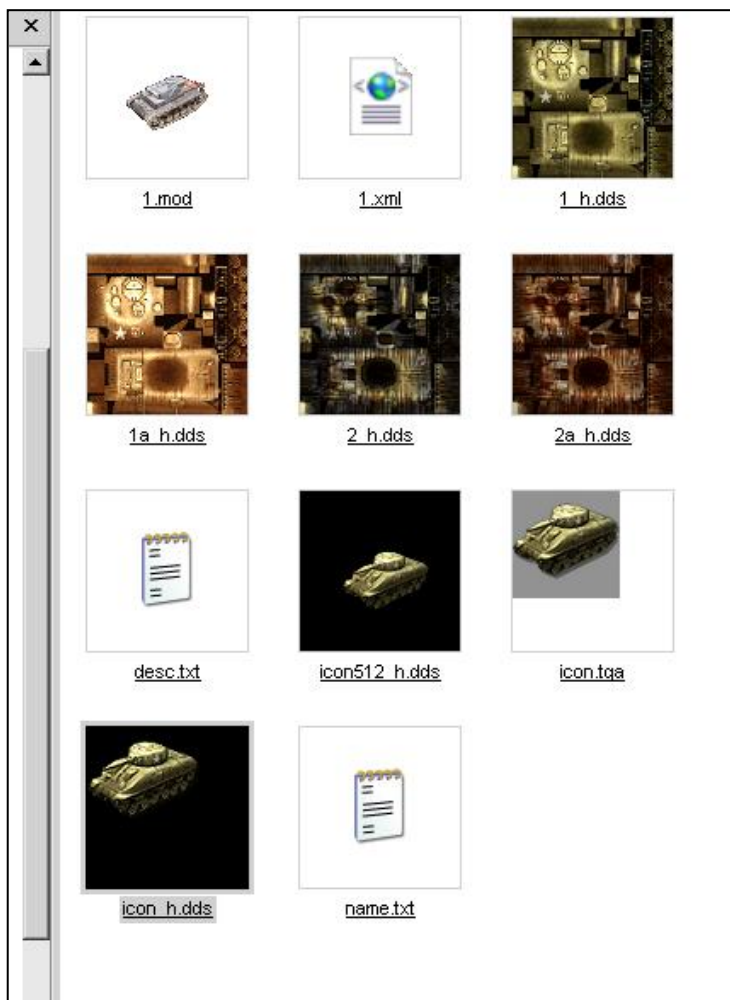 1.mod
1.xml
1_h.dds
1a_h.dds
2_h.dds
2a_h.dds
desc.txt
icon512_h.dds
icon.tga
icon_h.dds
name.txt